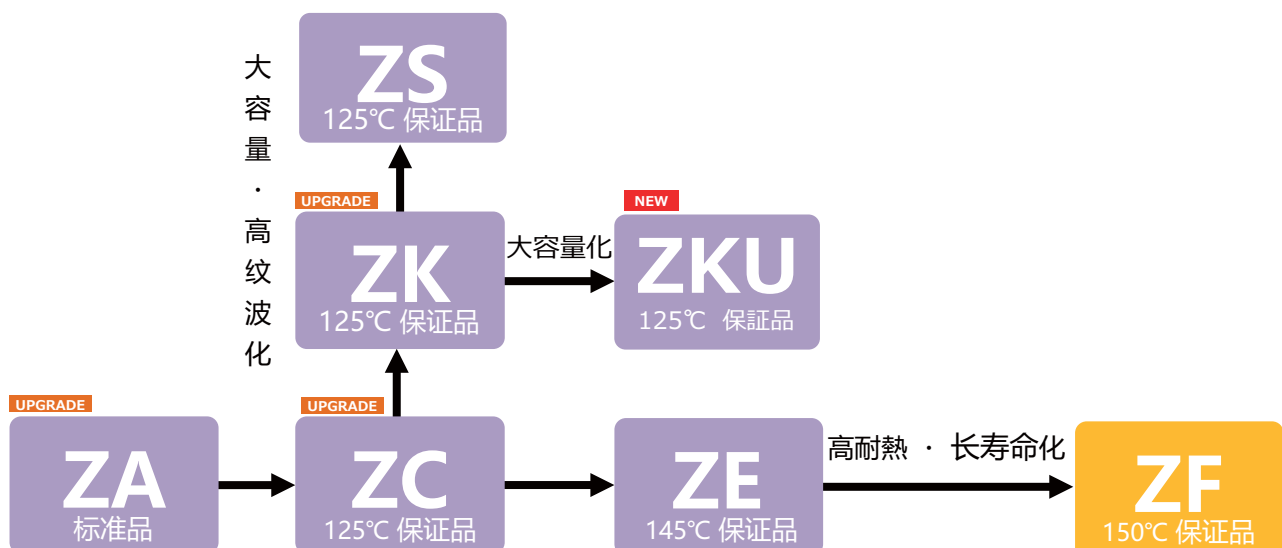 大容量・高纹波化
ZS
125℃ 保证品
UPGRADE
ZK
125℃ 保证品
大容量化
NEW
ZKU
125℃ 保証品
UPGRADE
ZA
标准品
UPGRADE
ZC
125℃ 保证品
ZE
145℃ 保证品
高耐熱 · 长寿命化
ZF
150℃ 保证品